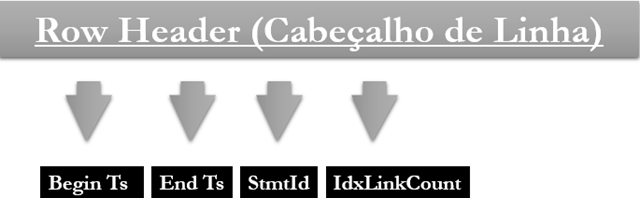 Row Header (Cabeçalho de Linha)
Begin Ts End Ts StmtId IdxLinkCount